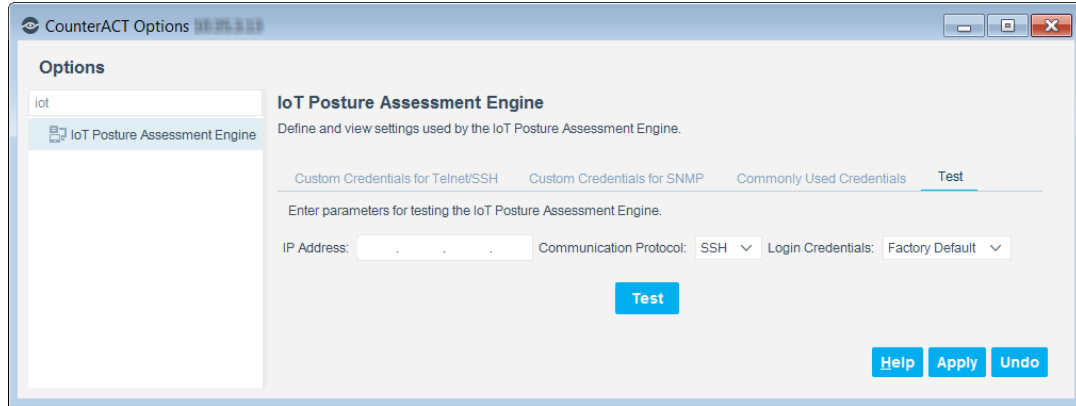 CounterACT Options
Options
iot
IoT Posture Assessment Engine
IoT Posture Assessment Engine
Define and view settings used by the IoT Posture Assessment Engine.
Custom Credentials for Telnet/SSH Custom Credentials for SNMP Commonly Used Credentials Test
Enter parameters for testing the IoT Posture Assessment Engine.
IP Address: . . . Communication Protocol: SSH Login Credentials: Factory Default
Test
Help Apply Undo